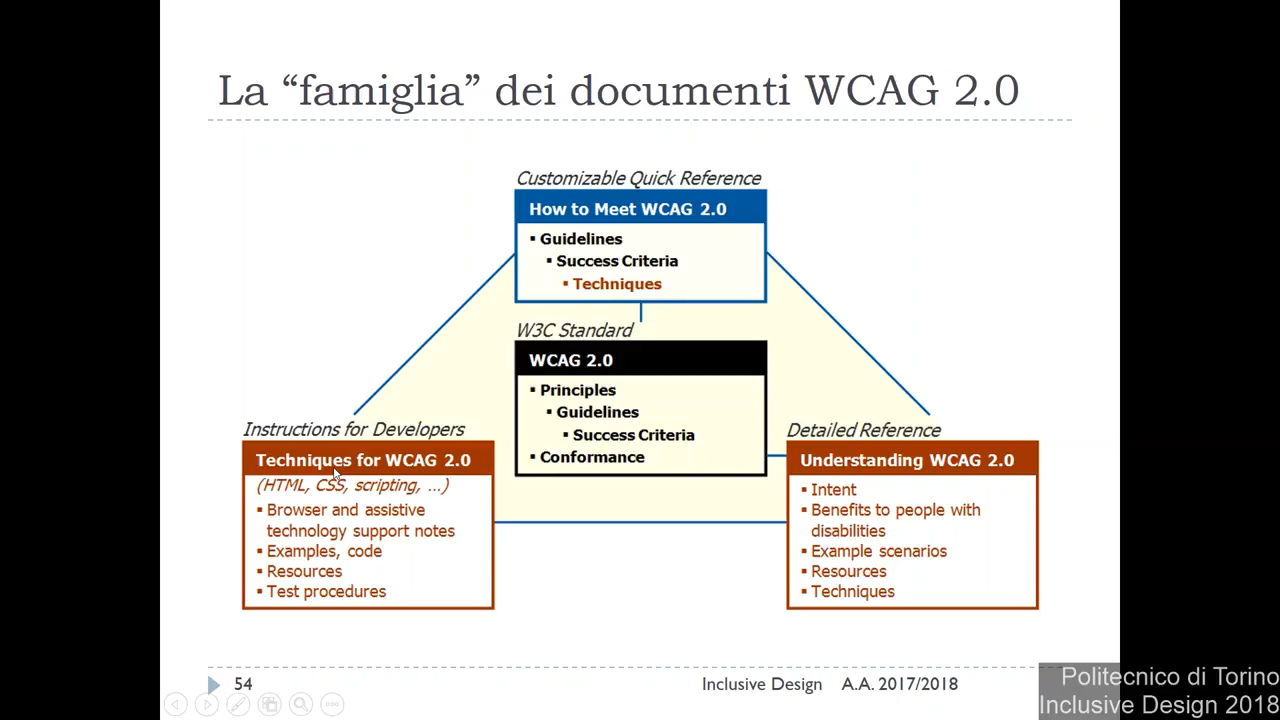 La “famiglia” dei documenti WCAG 2.0
Customizable Quick Reference
How to Meet WCAG 2.0
▪ Guidelines
▪ Success Criteria
▪ Techniques
W3C Standard
WCAG 2.0
▪ Principles
▪ Guidelines
▪ Success Criteria
▪ Conformance
Instructions for Developers
Techniques for WCAG 2.0
(HTML, CSS, scripting, ...)
▪ Browser and assistive
technology support notes
▪ Examples, code
▪ Resources
▪ Test procedures
Detailed Reference
Understanding WCAG 2.0
▪ Intent
▪ Benefits to people with
disabilities
▪ Example scenarios
▪ Resources
▪ Techniques
54
Inclusive Design A.A. 2017/2018
Politecnico di Torino
Inclusive Design 2018